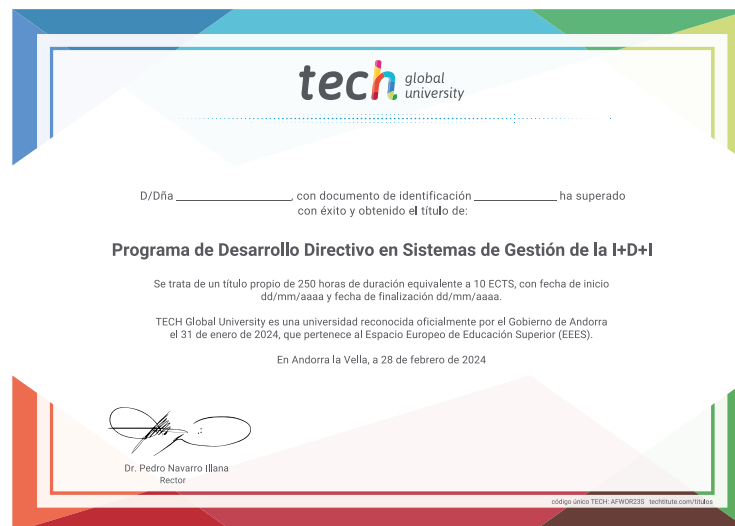 tech global university
D/Dña ____________________, con documento de identificación ______________ ha superado
con éxito y obtenido el título de:
Programa de Desarrollo Directivo en Sistemas de Gestión de la I+D+I
Se trata de un título propio de 250 horas de duración equivalente a 10 ECTS, con fecha de inicio
dd/mm/aaaa y fecha de finalización dd/mm/aaaa.
TECH Global University es una universidad reconocida oficialmente por el Gobierno de Andorra
el 31 de enero de 2024, que pertenece al Espacio Europeo de Educación Superior (EEES).
En Andorra la Vella, a 28 de febrero de 2024
Dr. Pedro Navarro Illana
Rector
código único TECH: AFWOR23S techtitute.com/titulos